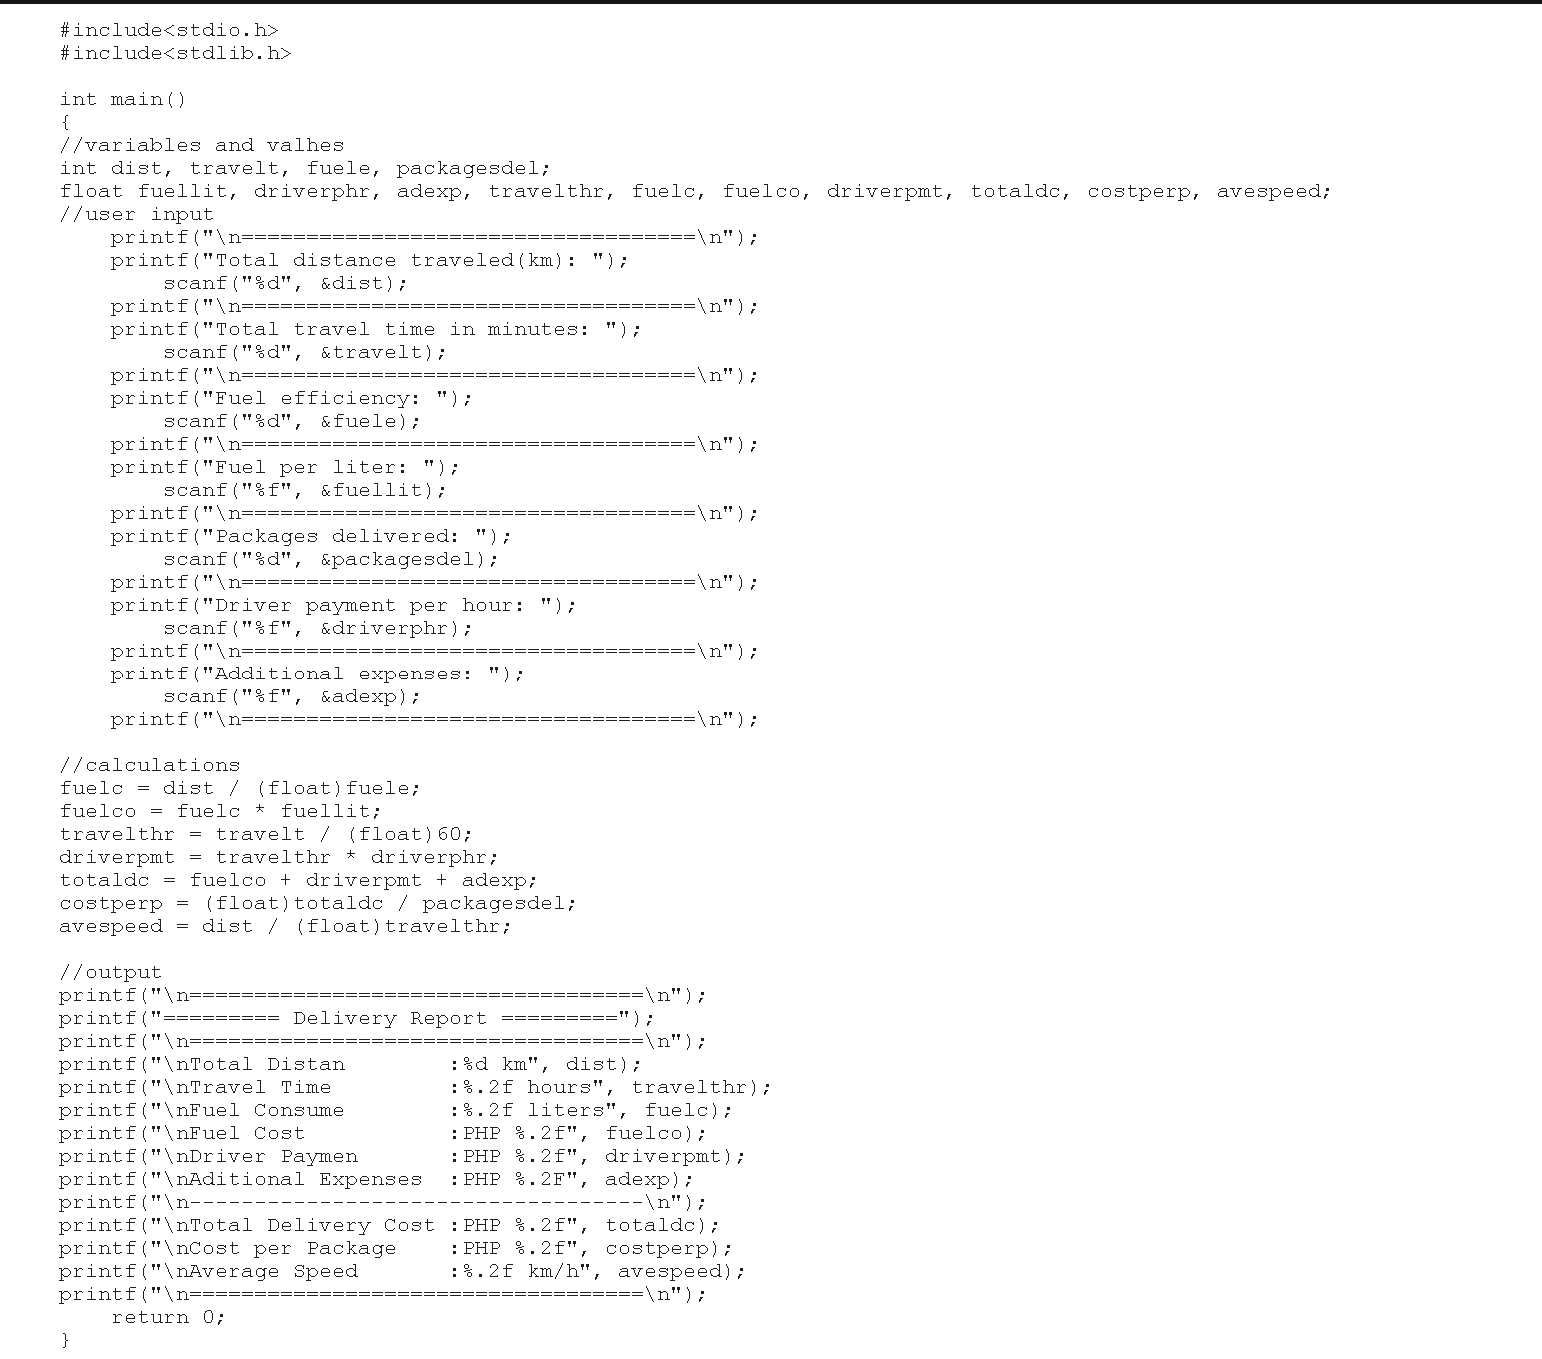 #include<stdio.h>
#include<stdlib.h>

int main()
{
//variables and valhes
int dist, travelt, fuele, packagesdel;
float fuellit, driverphr, adexp, travelthr, fuelc, fuelco, driverpmt, totaldc, costperp, avespeed;
//user input
    printf("\n===================================\n");
    printf("Total distance traveled(km): ");
        scanf("%d", &dist);
    printf("\n===================================\n");
    printf("Total travel time in minutes: ");
        scanf("%d", &travelt);
    printf("\n===================================\n");
    printf("Fuel efficiency: ");
        scanf("%d", &fuele);
    printf("\n===================================\n");
    printf("Fuel per liter: ");
        scanf("%f", &fuellit);
    printf("\n===================================\n");
    printf("Packages delivered: ");
        scanf("%d", &packagesdel);
    printf("\n===================================\n");
    printf("Driver payment per hour: ");
        scanf("%f", &driverphr);
    printf("\n===================================\n");
    printf("Additional expenses: ");
        scanf("%f", &adexp);
    printf("\n===================================\n");

//calculations
fuelc = dist / (float)fuele;
fuelco = fuelc * fuellit;
travelthr = travelt / (float)60;
driverpmt = travelthr * driverphr;
totaldc = fuelco + driverpmt + adexp;
costperp = (float)totaldc / packagesdel;
avespeed = dist / (float)travelthr;

//output
printf("\n===================================\n");
printf("========= Delivery Report =========");
printf("\n===================================\n");
printf("\nTotal Distan        :%d km", dist);
printf("\nTravel Time         :%.2f hours", travelthr);
printf("\nFuel Consume        :%.2f liters", fuelc);
printf("\nFuel Cost           :PHP %.2f", fuelco);
printf("\nDriver Paymen       :PHP %.2f", driverpmt);
printf("\nAditional Expenses  :PHP %.2F", adexp);
printf("\n-----------------------------------\n");
printf("\nTotal Delivery Cost :PHP %.2f", totaldc);
printf("\nCost per Package    :PHP %.2f", costperp);
printf("\nAverage Speed       :%.2f km/h", avespeed);
printf("\n===================================\n");
    return 0;
}